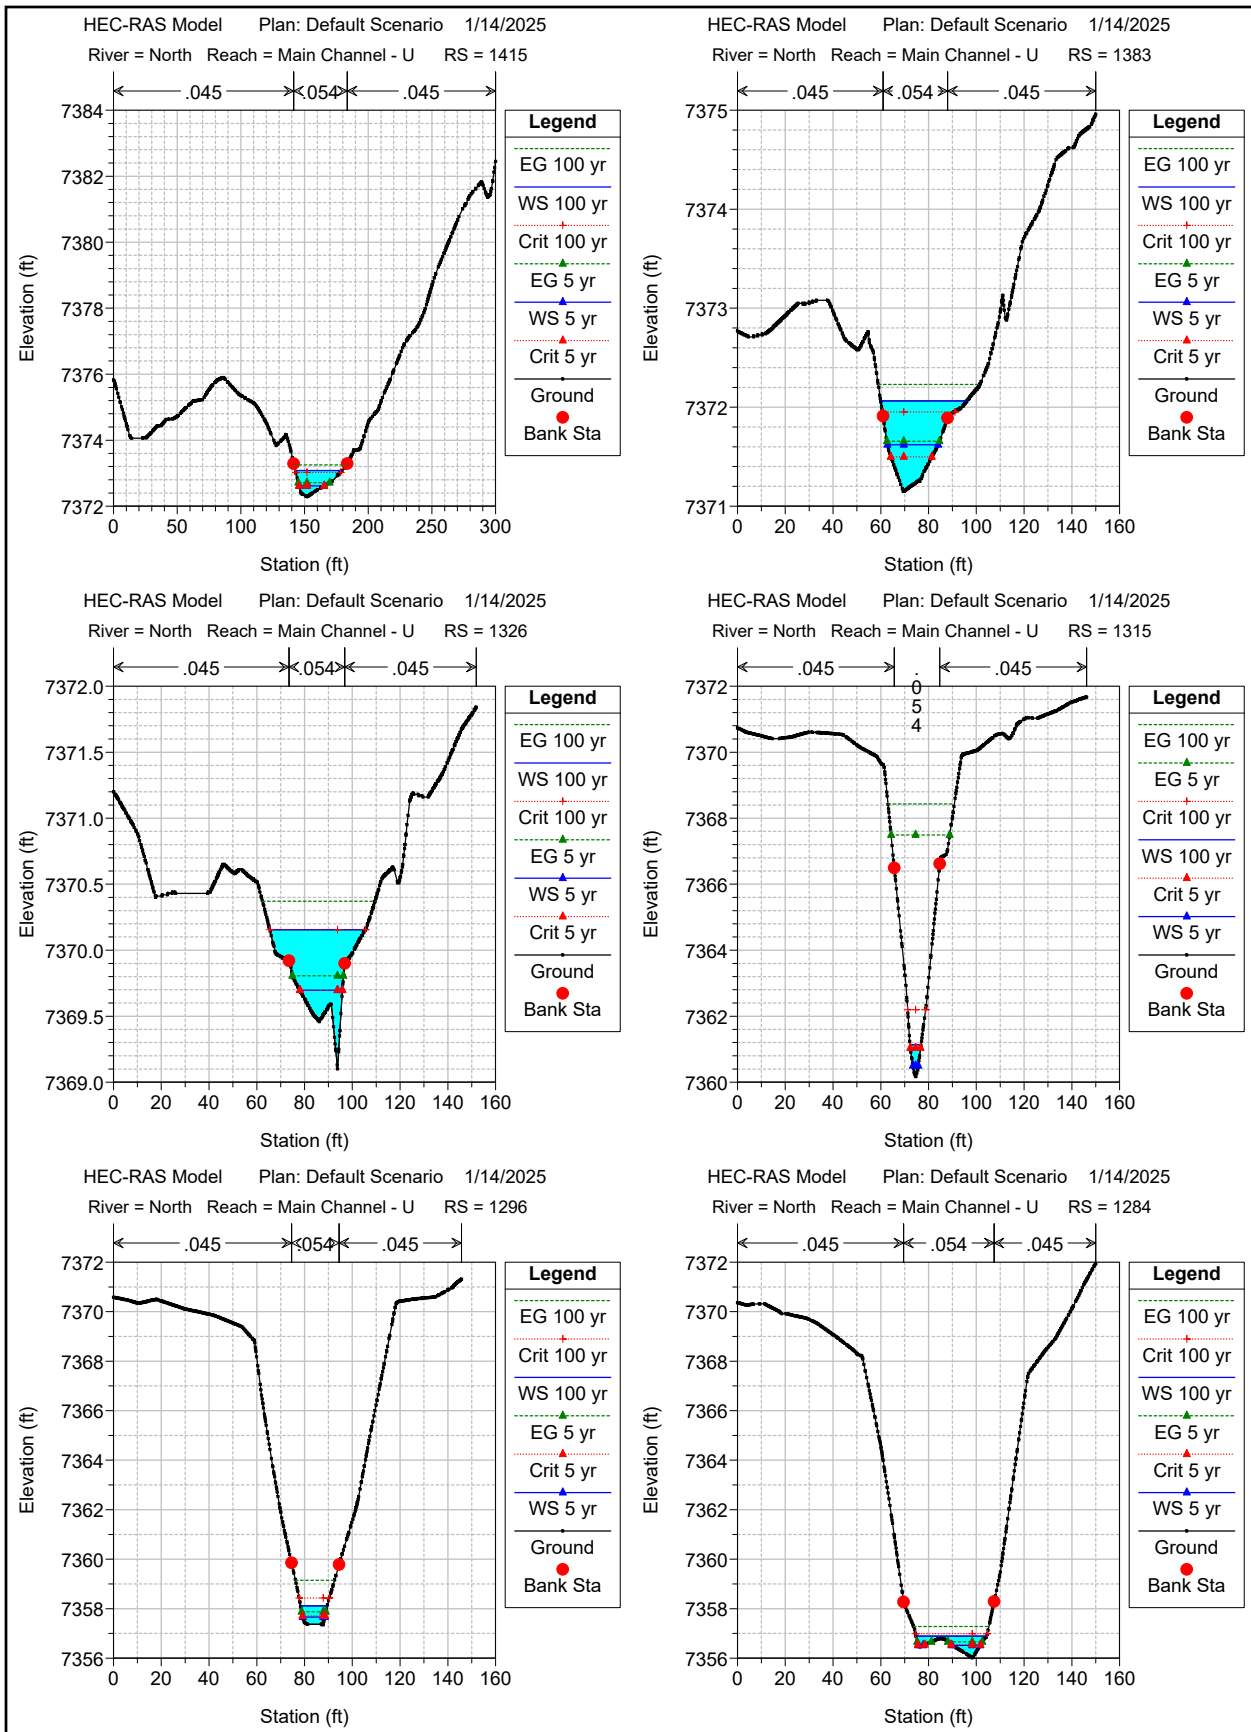 HEC-RAS Model Plan: Default Scenario 1/14/2025
River = North Reach = Main Channel - U RS = 1415
.045 .054 .045
7384
7382
7380
7378
7376
7374
7372
0 50 100 150 200 250 300
Elevation (ft)
Station (ft)
Legend
EG 100 yr
WS 100 yr
Crit 100 yr
EG 5 yr
WS 5 yr
Crit 5 yr
Ground
Bank Sta
HEC-RAS Model Plan: Default Scenario 1/14/2025
River = North Reach = Main Channel - U RS = 1383
.045 .054 .045
7375
7374
7373
7372
7371
0 20 40 60 80 100 120 140 160
Elevation (ft)
Station (ft)
Legend
EG 100 yr
WS 100 yr
Crit 100 yr
EG 5 yr
WS 5 yr
Crit 5 yr
Ground
Bank Sta
HEC-RAS Model Plan: Default Scenario 1/14/2025
River = North Reach = Main Channel - U RS = 1326
.045 .054 .045
7372.0
7371.5
7371.0
7370.5
7370.0
7369.5
7369.0
0 20 40 60 80 100 120 140 160
Elevation (ft)
Station (ft)
Legend
EG 100 yr
WS 100 yr
Crit 100 yr
EG 5 yr
WS 5 yr
Crit 5 yr
Ground
Bank Sta
HEC-RAS Model Plan: Default Scenario 1/14/2025
River = North Reach = Main Channel - U RS = 1315
.045 . .045
0
5
4
7372
7370
7368
7366
7364
7362
7360
0 20 40 60 80 100 120 140 160
Elevation (ft)
Station (ft)
Legend
EG 100 yr
EG 5 yr
Crit 100 yr
WS 100 yr
Crit 5 yr
WS 5 yr
Ground
Bank Sta
HEC-RAS Model Plan: Default Scenario 1/14/2025
River = North Reach = Main Channel - U RS = 1296
.045 .054 .045
7372
7370
7368
7366
7364
7362
7360
7358
7356
0 20 40 60 80 100 120 140 160
Elevation (ft)
Station (ft)
Legend
EG 100 yr
Crit 100 yr
WS 100 yr
EG 5 yr
Crit 5 yr
WS 5 yr
Ground
Bank Sta
HEC-RAS Model Plan: Default Scenario 1/14/2025
River = North Reach = Main Channel - U RS = 1284
.045 .054 .045
7372
7370
7368
7366
7364
7362
7360
7358
7356
0 20 40 60 80 100 120 140 160
Elevation (ft)
Station (ft)
Legend
EG 100 yr
Crit 100 yr
WS 100 yr
EG 5 yr
Crit 5 yr
WS 5 yr
Ground
Bank Sta